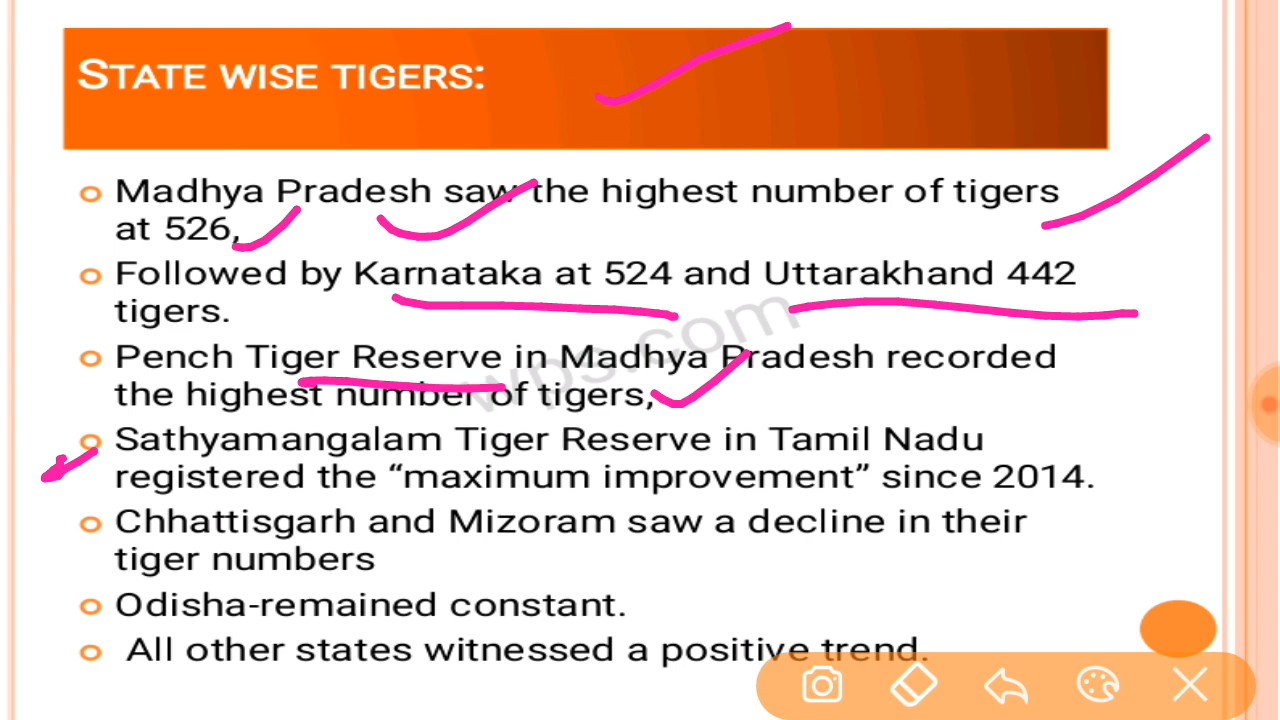 STATE WISE TIGERS:
Madhya Pradesh saw the highest number of tigers
at 526,
Followed by Karnataka at 524 and Uttarakhand 442
tigers.
Pench Tiger Reserve in Madhya Pradesh recorded
the highest number of tigers,
Sathyamangalam Tiger Reserve in Tamil Nadu
registered the “maximum improvement” since 2014.
Chhattisgarh and Mizoram saw a decline in their
tiger numbers
Odisha-remained constant.
All other states witnessed a positive trend.
wps.com